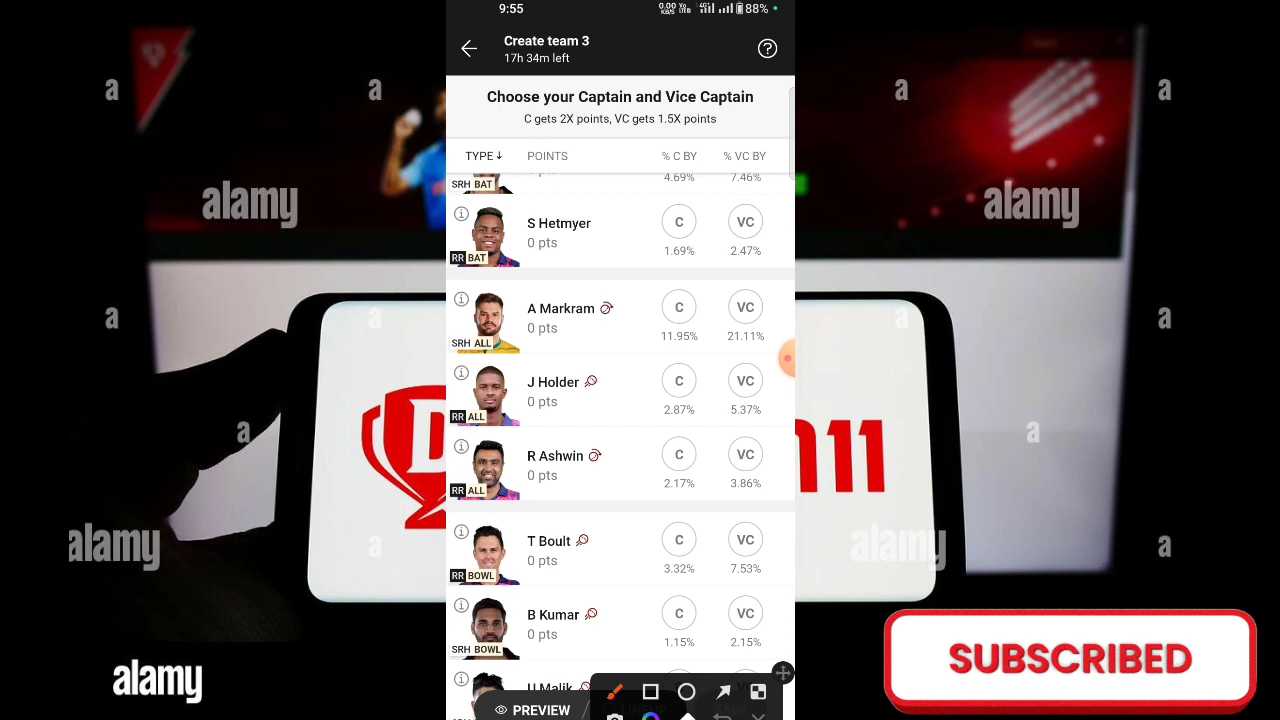 9:55
0.00 KB/S
88%
Create team 3
17h 34m left
Choose your Captain and Vice Captain
C gets 2X points, VC gets 1.5X points
TYPE ↓ POINTS % C BY % VC BY
SRH BAT 4.69% 7.46%
S Hetmyer C VC
0 pts 1.69% 2.47%
RR BAT
A Markram C VC
0 pts 11.95% 21.11%
SRH ALL
J Holder C VC
0 pts 2.87% 5.37%
RR ALL
R Ashwin C VC
0 pts 2.17% 3.86%
RR ALL
T Boult C VC
0 pts 3.32% 7.53%
RR BOWL
B Kumar C VC
0 pts 1.15% 2.15%
SRH BOWL
U Malik
PREVIEW
D
11
SUBSCRIBED
alamy
alamy
alamy
alamy
alamy
a
a
a
a
a
a
a
a
a
a
a
a